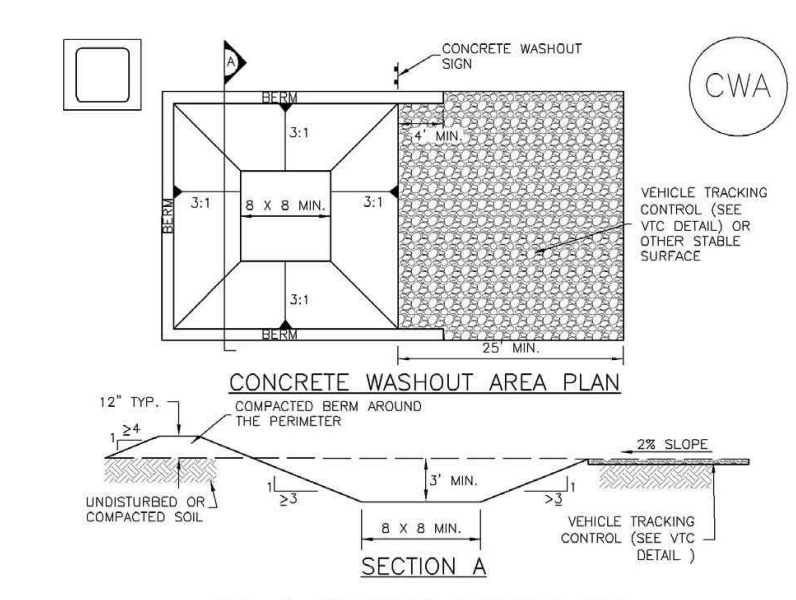 CONCRETE WASHOUT
SIGN
A
CWA
BERM
3:1
4' MIN.
VEHICLE TRACKING
CONTROL (SEE
VTC DETAIL) OR
OTHER STABLE
SURFACE
BERM
3:1
8 X 8 MIN.
3:1
3:1
BERM
25' MIN.
CONCRETE WASHOUT AREA PLAN
12" TYP.
COMPACTED BERM AROUND
THE PERIMETER
1
≥4
2% SLOPE
3' MIN.
1
≥3
1
>3
UNDISTURBED OR
COMPACTED SOIL
8 X 8 MIN.
VEHICLE TRACKING
CONTROL (SEE VTC
DETAIL )
SECTION A